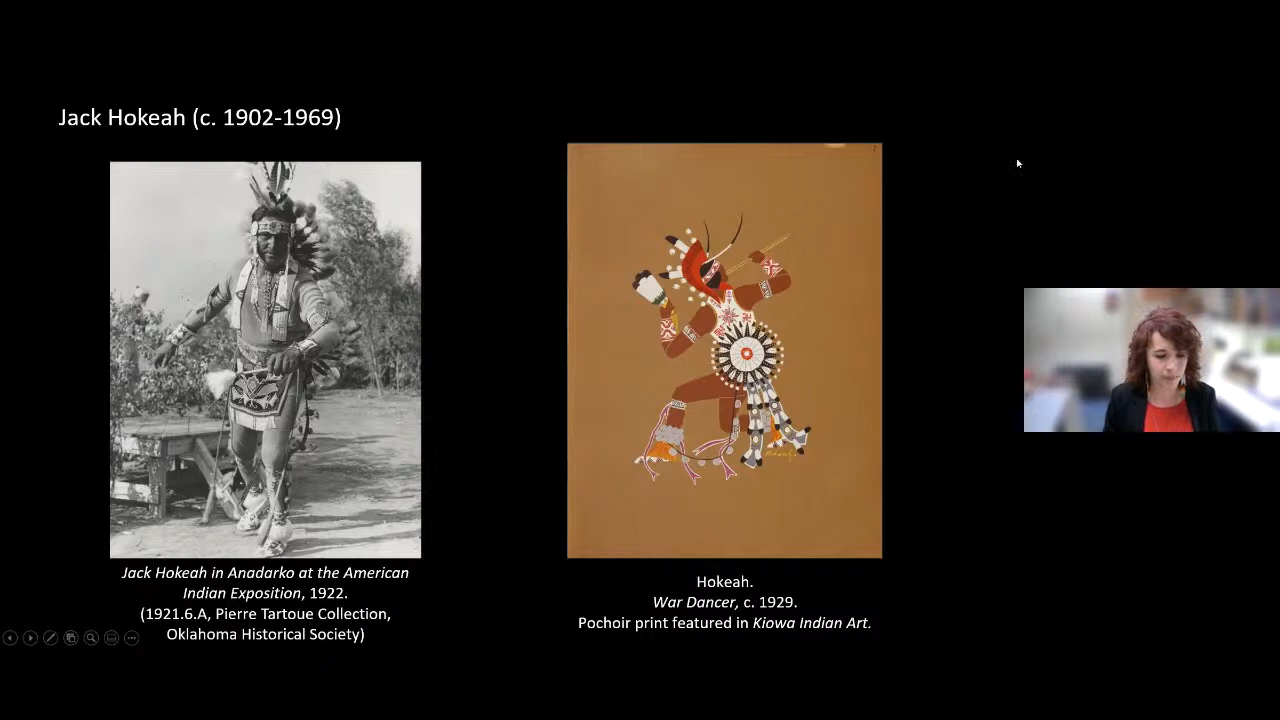 Jack Hokeah (c. 1902-1969)
Jack Hokeah in Anadarko at the American
Indian Exposition, 1922.
(1921.6.A, Pierre Tartoue Collection,
Oklahoma Historical Society)
Hokeah.
War Dancer, c. 1929.
Pochoir print featured in Kiowa Indian Art.